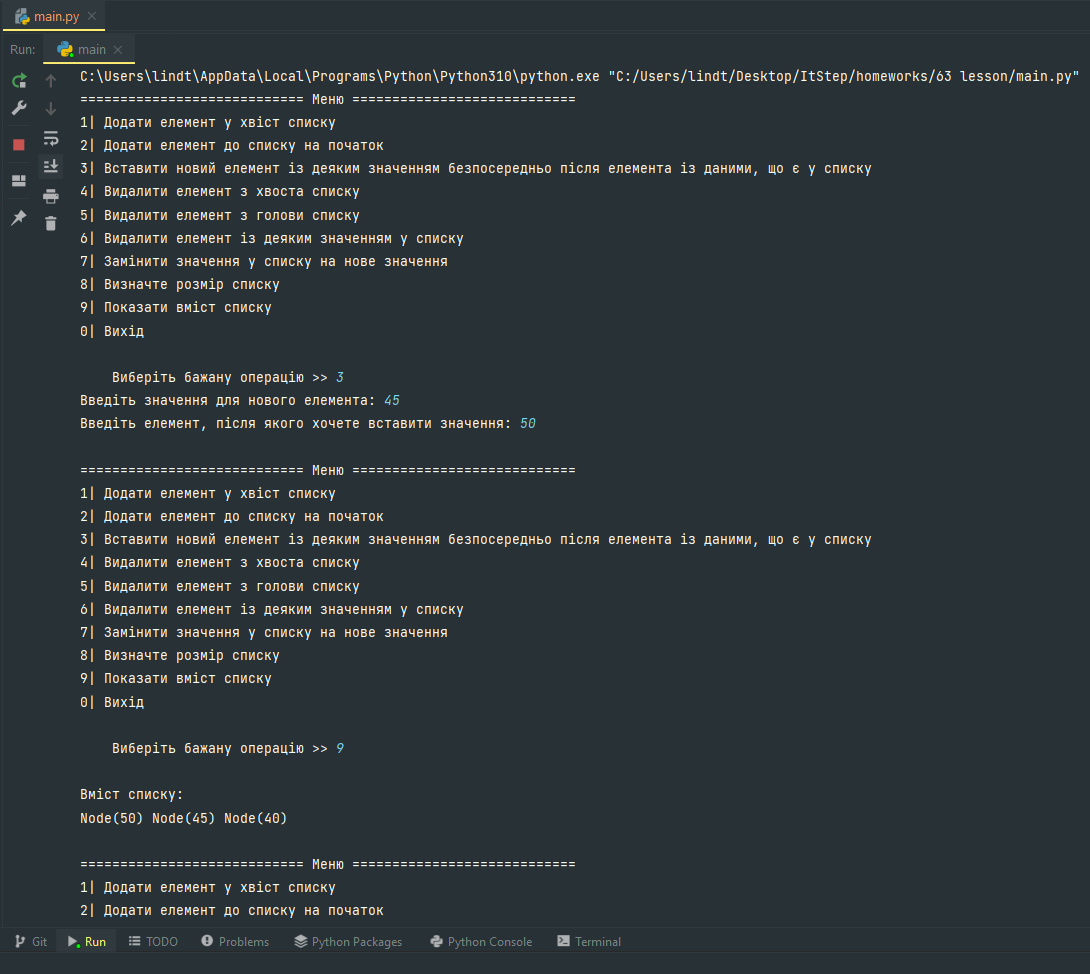 main.py
Run: main
C:\Users\lindt\AppData\Local\Programs\Python\Python310\python.exe "C:/Users/lindt/Desktop/ItStep/homeworks/63 lesson/main.py"
============================ Меню ============================
1| Додати елемент у хвіст списку
2| Додати елемент до списку на початок
3| Вставити новий елемент із деяким значенням безпосередньо після елемента із даними, що є у списку
4| Видалити елемент з хвоста списку
5| Видалити елемент з голови списку
6| Видалити елемент із деяким значенням у списку
7| Замінити значення у списку на нове значення
8| Визначте розмір списку
9| Показати вміст списку
0| Вихід
Виберіть бажану операцію >> 3
Введіть значення для нового елемента: 45
Введіть елемент, після якого хочете вставити значення: 50
============================ Меню ============================
1| Додати елемент у хвіст списку
2| Додати елемент до списку на початок
3| Вставити новий елемент із деяким значенням безпосередньо після елемента із даними, що є у списку
4| Видалити елемент з хвоста списку
5| Видалити елемент з голови списку
6| Видалити елемент із деяким значенням у списку
7| Замінити значення у списку на нове значення
8| Визначте розмір списку
9| Показати вміст списку
0| Вихід
Виберіть бажану операцію >> 9
Вміст списку:
Node(50) Node(45) Node(40)
============================ Меню ============================
1| Додати елемент у хвіст списку
2| Додати елемент до списку на початок
Git Run TODO Problems Python Packages Python Console Terminal